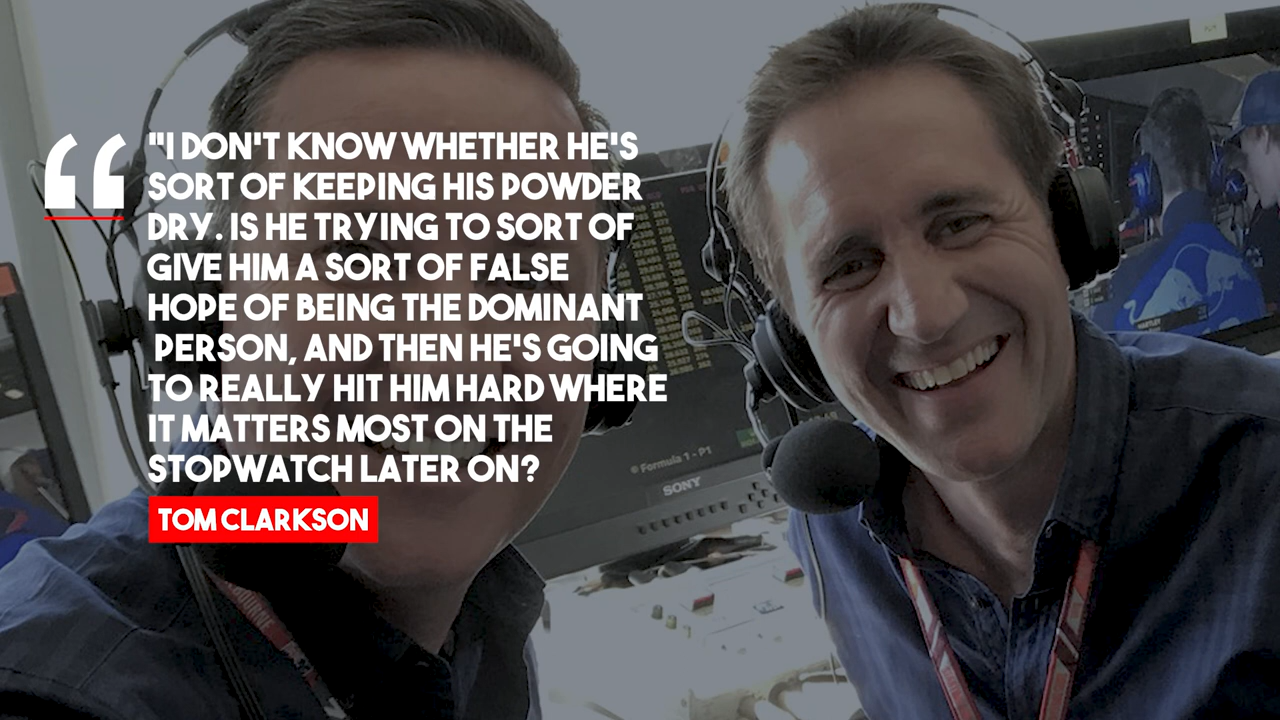 "I DON'T KNOW WHETHER HE'S
SORT OF KEEPING HIS POWDER
DRY. IS HE TRYING TO SORT OF
GIVE HIM A SORT OF FALSE
HOPE OF BEING THE DOMINANT
PERSON, AND THEN HE'S GOING
TO REALLY HIT HIM HARD WHERE
IT MATTERS MOST ON THE
STOPWATCH LATER ON?
TOM CLARKSON
© Formula 1 - P1
SONY